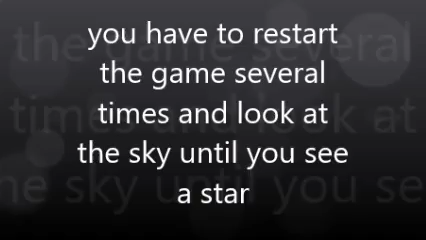 you have to restart
the game several
times and look at
the sky until you see
a star